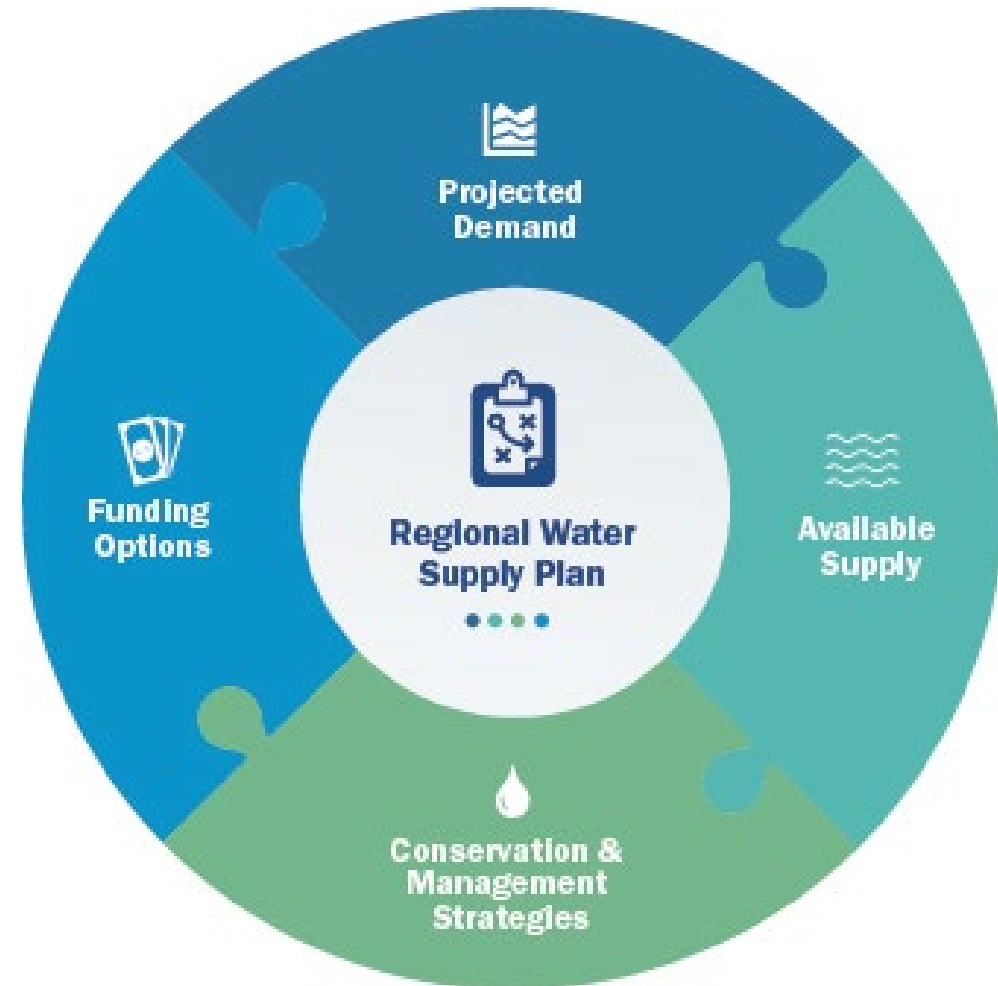 Projected
Demand
Funding
Options
Regional Water
Supply Plan
Available
Supply
Conservation &
Management
Strategies